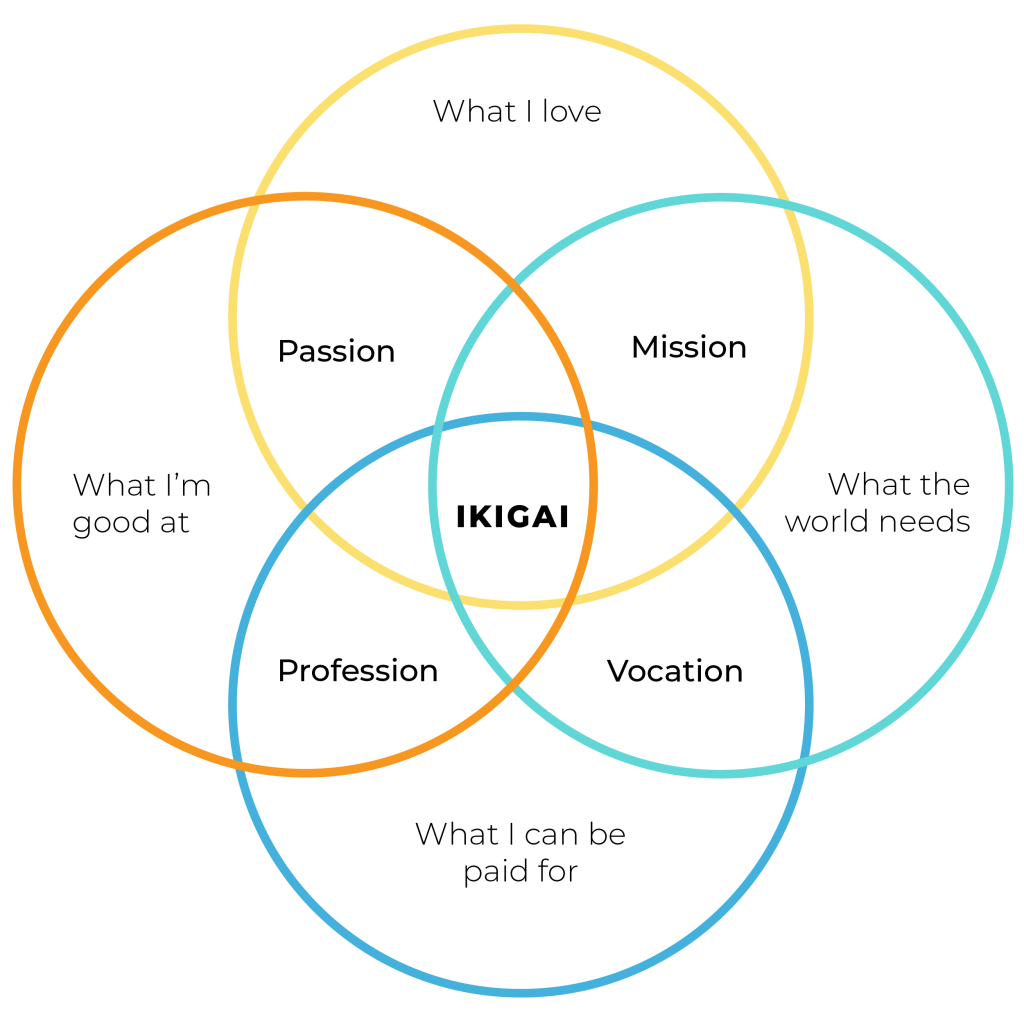 What I love
Passion
Mission
What I’m
good at
IKIGAI
What the
world needs
Profession
Vocation
What I can be
paid for